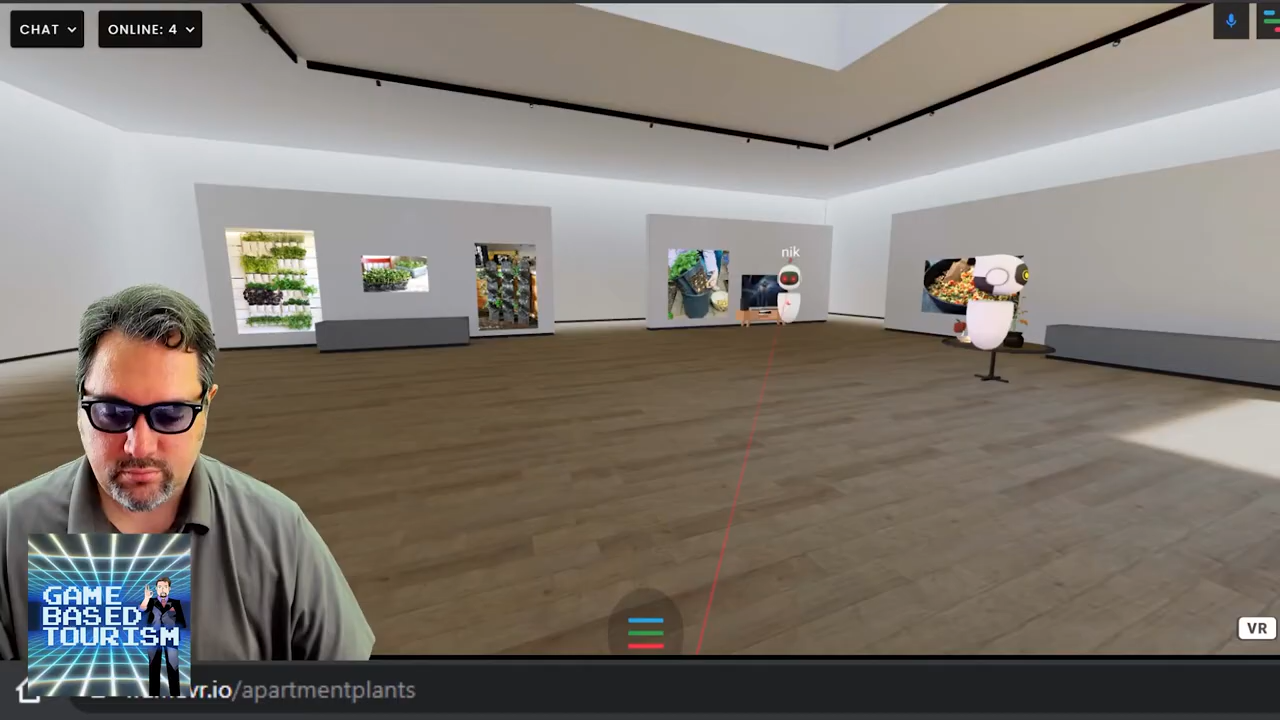 CHAT
ONLINE: 4
nik
VR
GAME
BASED
TOURISM
vr.io/apartmentplants